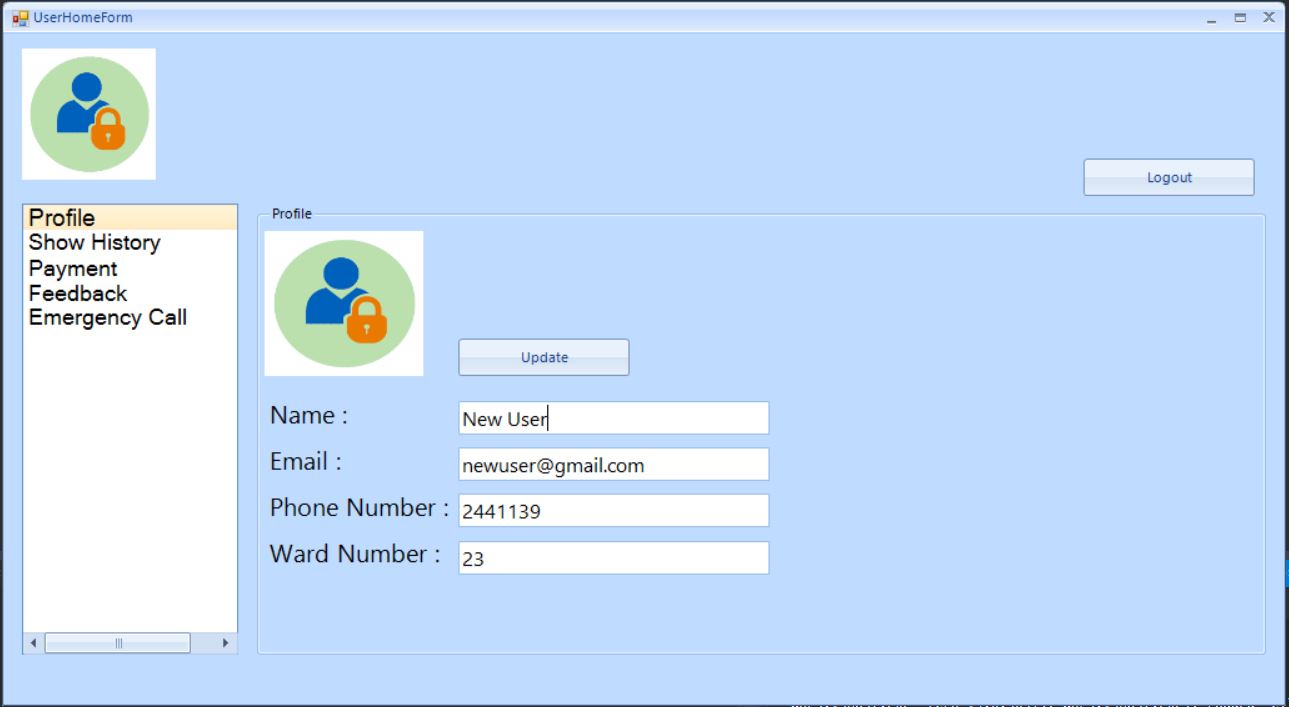 UserHomeForm
Logout
Profile
Show History
Payment
Feedback
Emergency Call
Profile
Update
Name :
New User
Email :
newuser@gmail.com
Phone Number :
2441139
Ward Number :
23